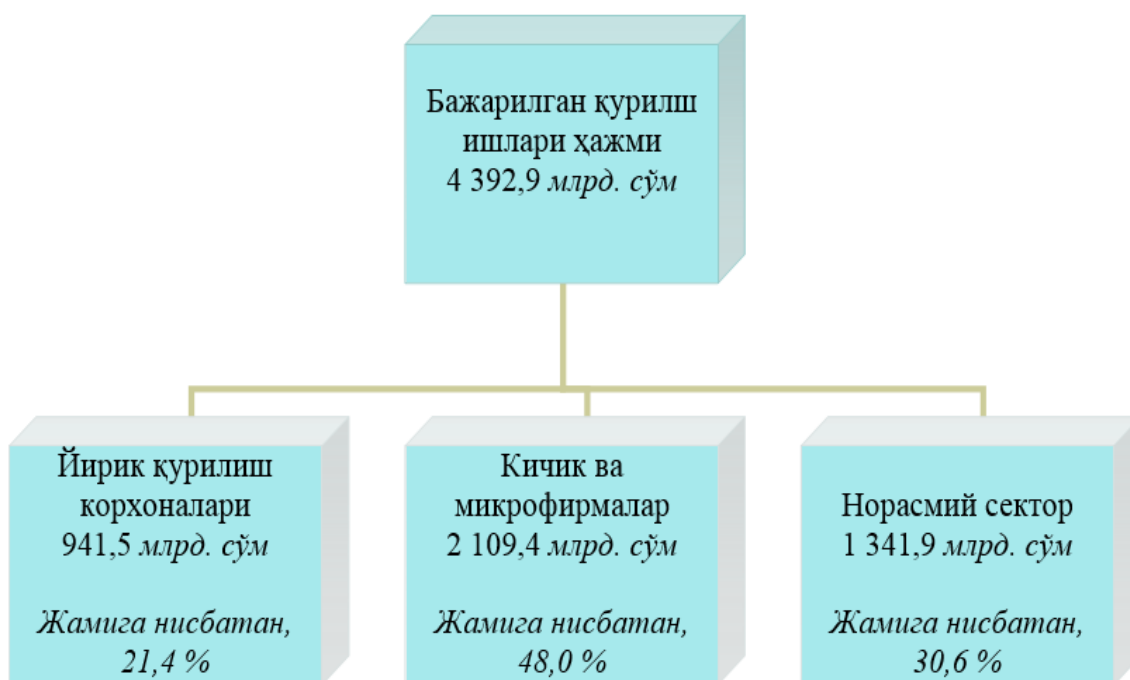 Бажарилган қурилш
ишлари ҳажми
4 392,9 млрд. сўм
Йирик қурилиш
корхоналари
941,5 млрд. сўм
Жамига нисбатан,
21,4 %
Кичик ва
микрофирмалар
2 109,4 млрд. сўм
Жамига нисбатан,
48,0 %
Норасмий сектор
1 341,9 млрд. сўм
Жамига нисбатан,
30,6 %